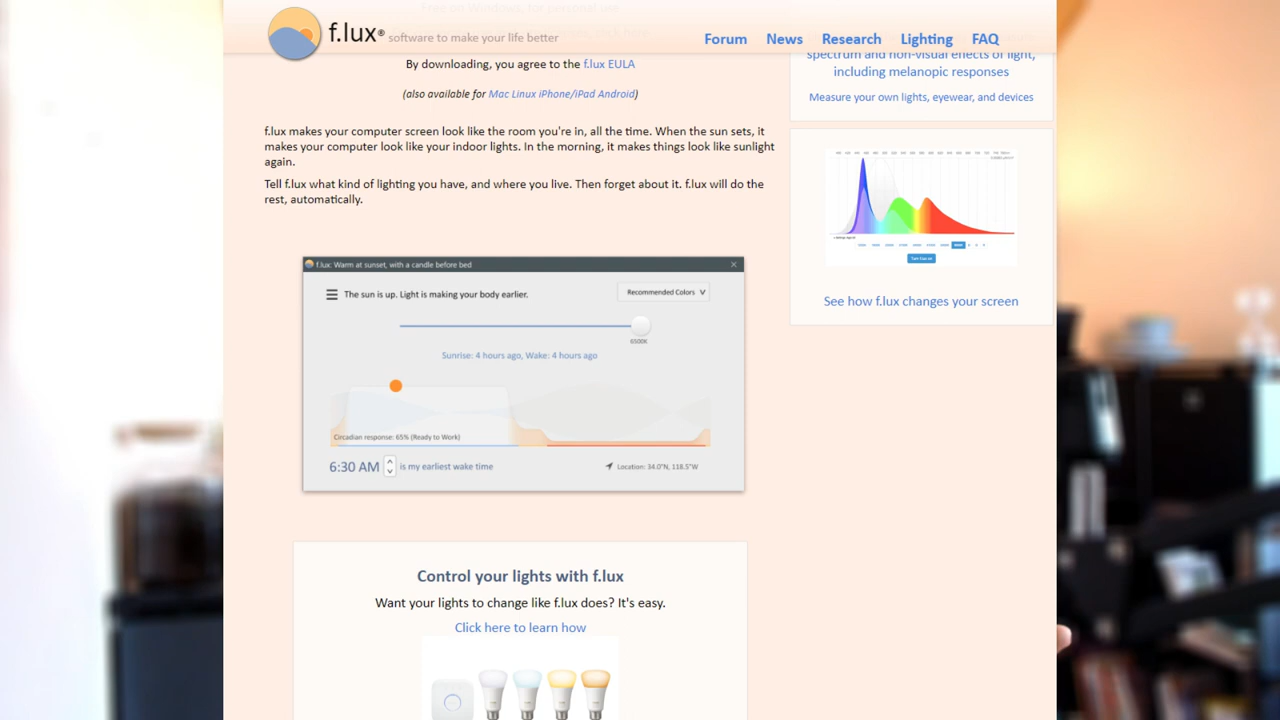 f.lux® software to make your life better
Forum News Research Lighting FAQ
By downloading, you agree to the f.lux EULA
(also available for Mac Linux iPhone/iPad Android)
f.lux makes your computer screen look like the room you're in, all the time. When the sun sets, it
makes your computer look like your indoor lights. In the morning, it makes things look like sunlight
again.
Tell f.lux what kind of lighting you have, and where you live. Then forget about it. f.lux will do the
rest, automatically.
f.lux: Warm at sunset, with a candle before bed
The sun is up. Light is making your body earlier.
Recommended Colors
6500K
Sunrise: 4 hours ago, Wake: 4 hours ago
Circadian response: 65% (Ready to Work)
6:30 AM is my earliest wake time
Location: 34.0°N, 118.5°W
Control your lights with f.lux
Want your lights to change like f.lux does? It's easy.
Click here to learn how
spectrum and non-visual effects of light,
including melanopic responses
Measure your own lights, eyewear, and devices
See how f.lux changes your screen